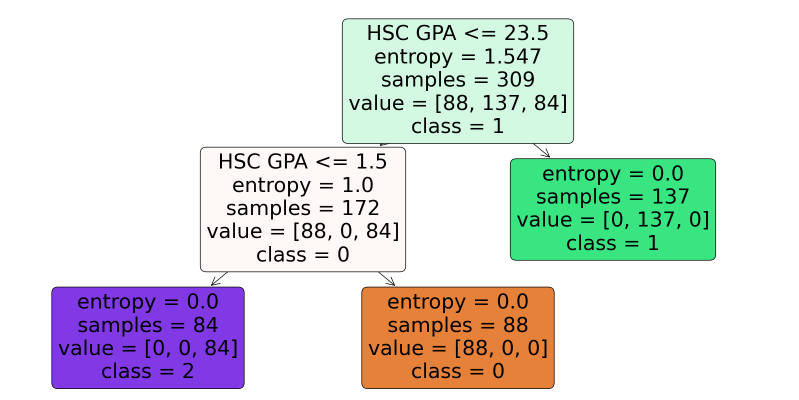 HSC GPA <= 23.5
entropy = 1.547
samples = 309
value = [88, 137, 84]
class = 1
HSC GPA <= 1.5
entropy = 1.0
samples = 172
value = [88, 0, 84]
class = 0
entropy = 0.0
samples = 137
value = [0, 137, 0]
class = 1
entropy = 0.0
samples = 84
value = [0, 0, 84]
class = 2
entropy = 0.0
samples = 88
value = [88, 0, 0]
class = 0